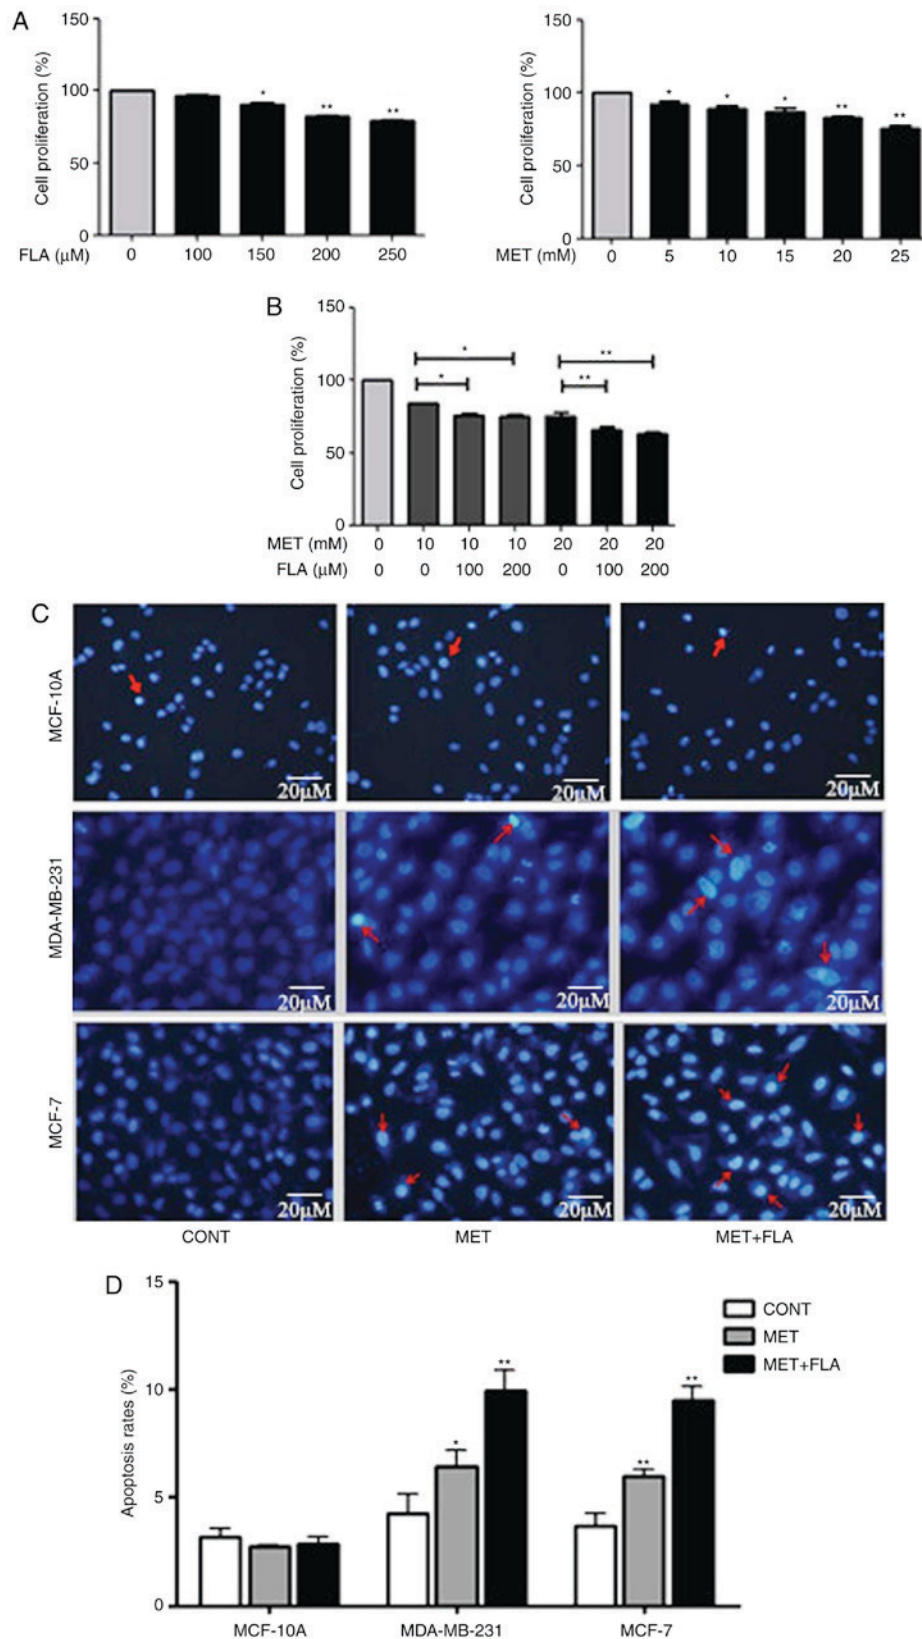 A
150
100
50
0
Cell proliferation (%)
* ** **
FLA (μM) 0 100 150 200 250
150
100
50
0
Cell proliferation (%)
* * * ** **
MET (mM) 0 5 10 15 20 25
B
150
100
50
0
Cell proliferation (%)
* **
* **
MET (mM) 0 10 10 10 20 20 20
FLA (μM) 0 0 100 200 0 100 200
C
MCF-10A
20μM 20μM 20μM
MDA-MB-231
20μM 20μM 20μM
MCF-7
20μM 20μM 20μM
CONT MET MET+FLA
D
15
10
5
0
Apoptosis rates (%)
CONT
MET
MET+FLA
* ** ** **
MCF-10A MDA-MB-231 MCF-7